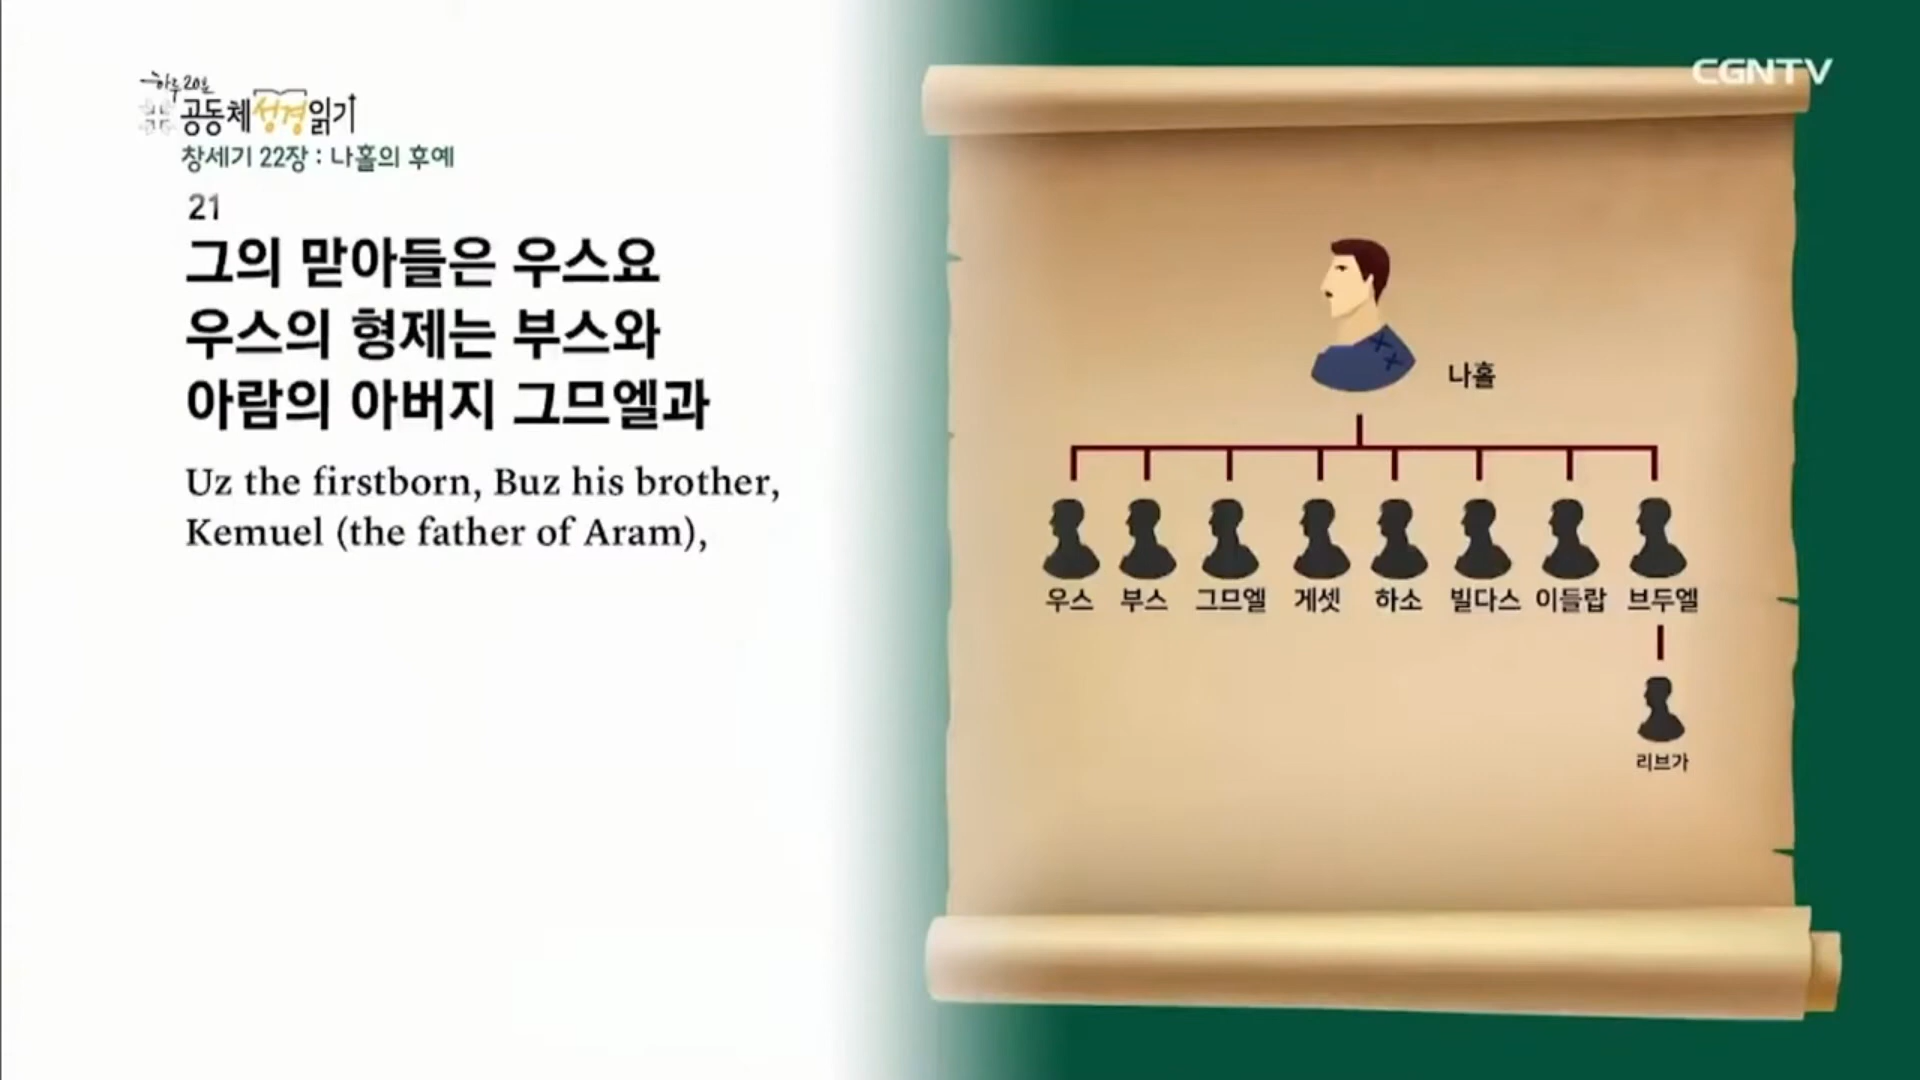 하루 20분
공동체성경읽기
창세기 22장 : 나홀의 후예
21
그의 맏아들은 우스요
우스의 형제는 부스와
아람의 아버지 그므엘과
Uz the firstborn, Buz his brother,
Kemuel (the father of Aram),
CGNTV
나홀
우스 부스 그므엘 게셋 하소 빌다스 이들랍 브두엘
리브가